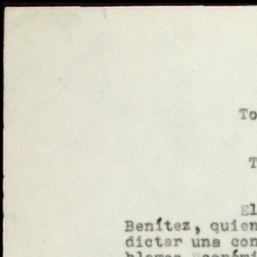 To
T
El
Benítez, quien
dictar una con